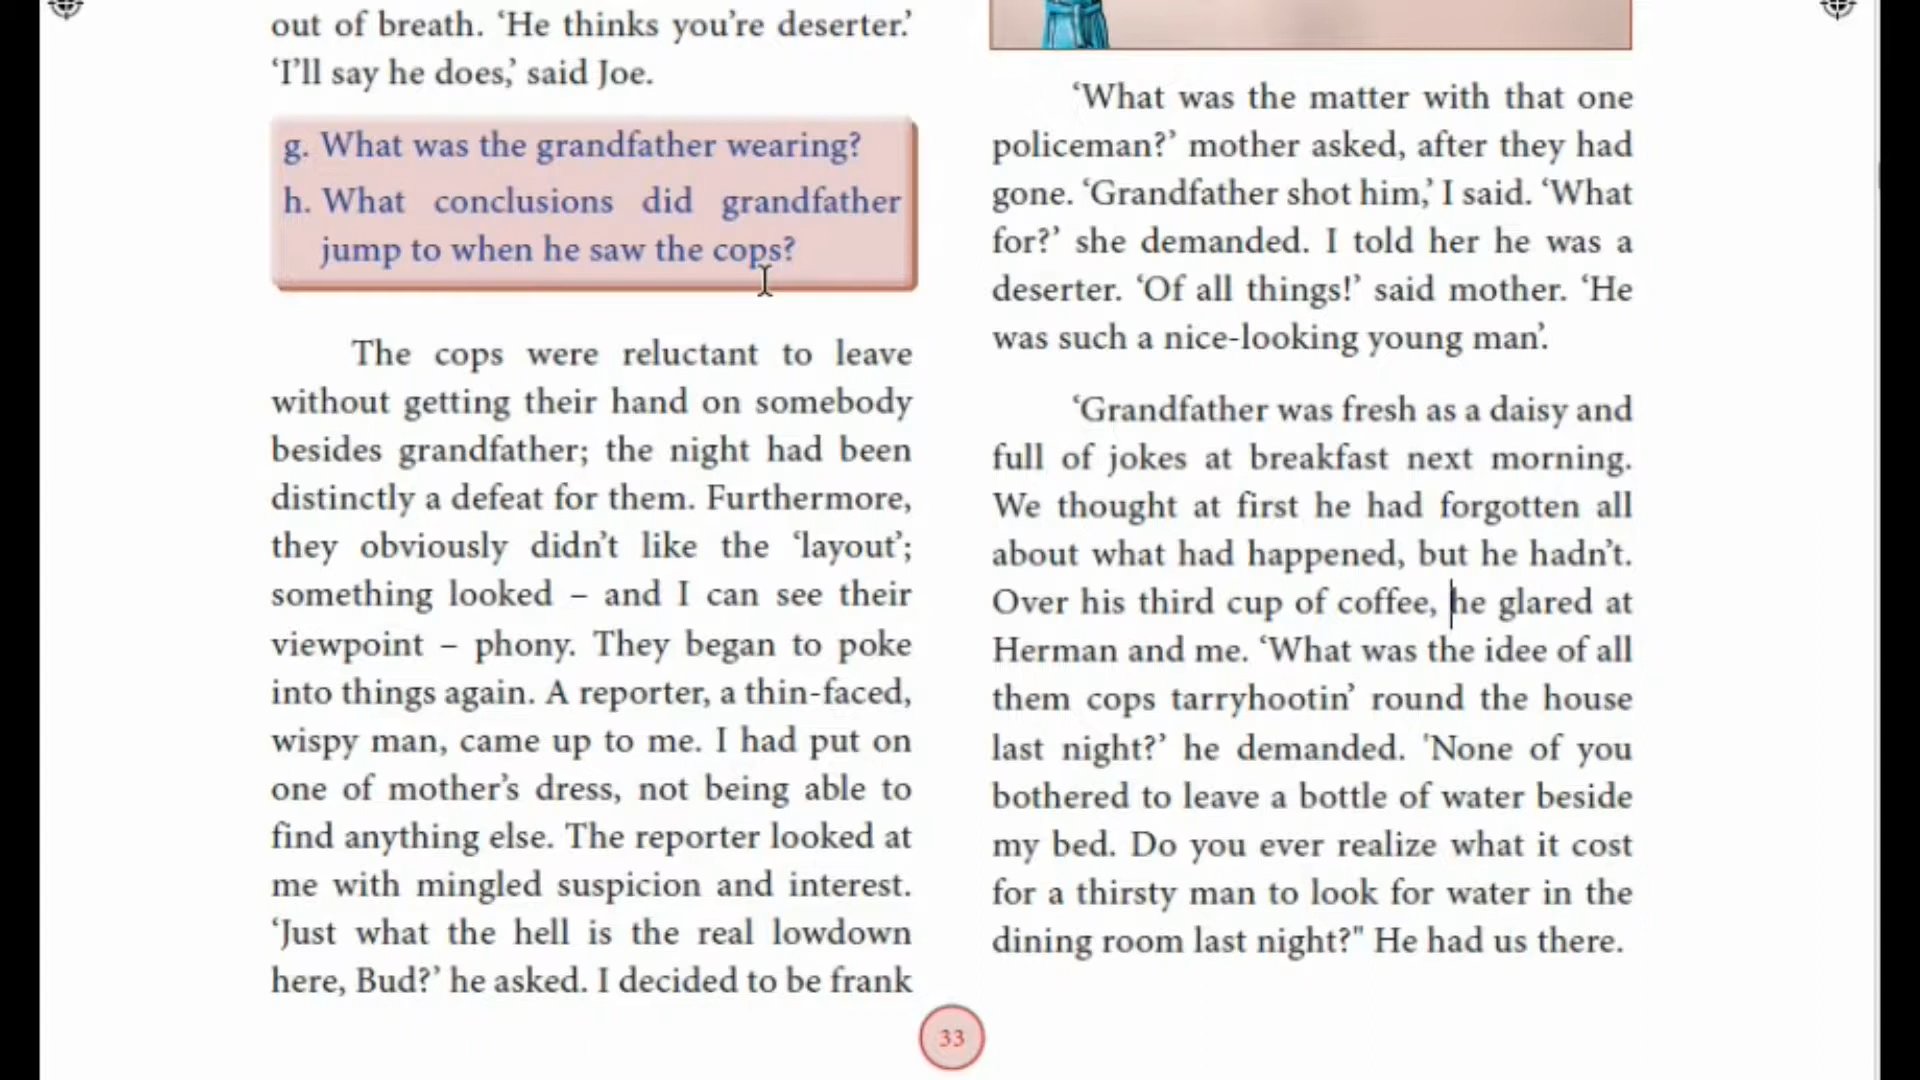 out of breath. ‘He thinks you’re deserter.’
‘I’ll say he does,’ said Joe.
g. What was the grandfather wearing?
h. What conclusions did grandfather
jump to when he saw the cops?
The cops were reluctant to leave
without getting their hand on somebody
besides grandfather; the night had been
distinctly a defeat for them. Furthermore,
they obviously didn’t like the ‘layout’;
something looked – and I can see their
viewpoint – phony. They began to poke
into things again. A reporter, a thin-faced,
wispy man, came up to me. I had put on
one of mother’s dress, not being able to
find anything else. The reporter looked at
me with mingled suspicion and interest.
‘Just what the hell is the real lowdown
here, Bud?’ he asked. I decided to be frank
‘What was the matter with that one
policeman?’ mother asked, after they had
gone. ‘Grandfather shot him,’ I said. ‘What
for?’ she demanded. I told her he was a
deserter. ‘Of all things!’ said mother. ‘He
was such a nice-looking young man’.
‘Grandfather was fresh as a daisy and
full of jokes at breakfast next morning.
We thought at first he had forgotten all
about what had happened, but he hadn’t.
Over his third cup of coffee, he glared at
Herman and me. ‘What was the idee of all
them cops tarryhootin’ round the house
last night?’ he demanded. 'None of you
bothered to leave a bottle of water beside
my bed. Do you ever realize what it cost
for a thirsty man to look for water in the
dining room last night?" He had us there.
33